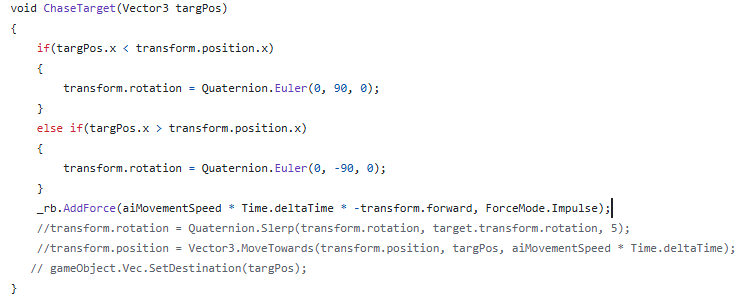 void ChaseTarget(Vector3 targPos)
{
    if(targPos.x < transform.position.x)
    {
        transform.rotation = Quaternion.Euler(0, 90, 0);
    }
    else if(targPos.x > transform.position.x)
    {
        transform.rotation = Quaternion.Euler(0, -90, 0);
    }
    _rb.AddForce(aiMovementSpeed * Time.deltaTime * -transform.forward, ForceMode.Impulse);
    //transform.rotation = Quaternion.Slerp(transform.rotation, target.transform.rotation, 5);
    //transform.position = Vector3.MoveTowards(transform.position, targPos, aiMovementSpeed * Time.deltaTime);
   // gameObject.Vec.SetDestination(targPos);
}